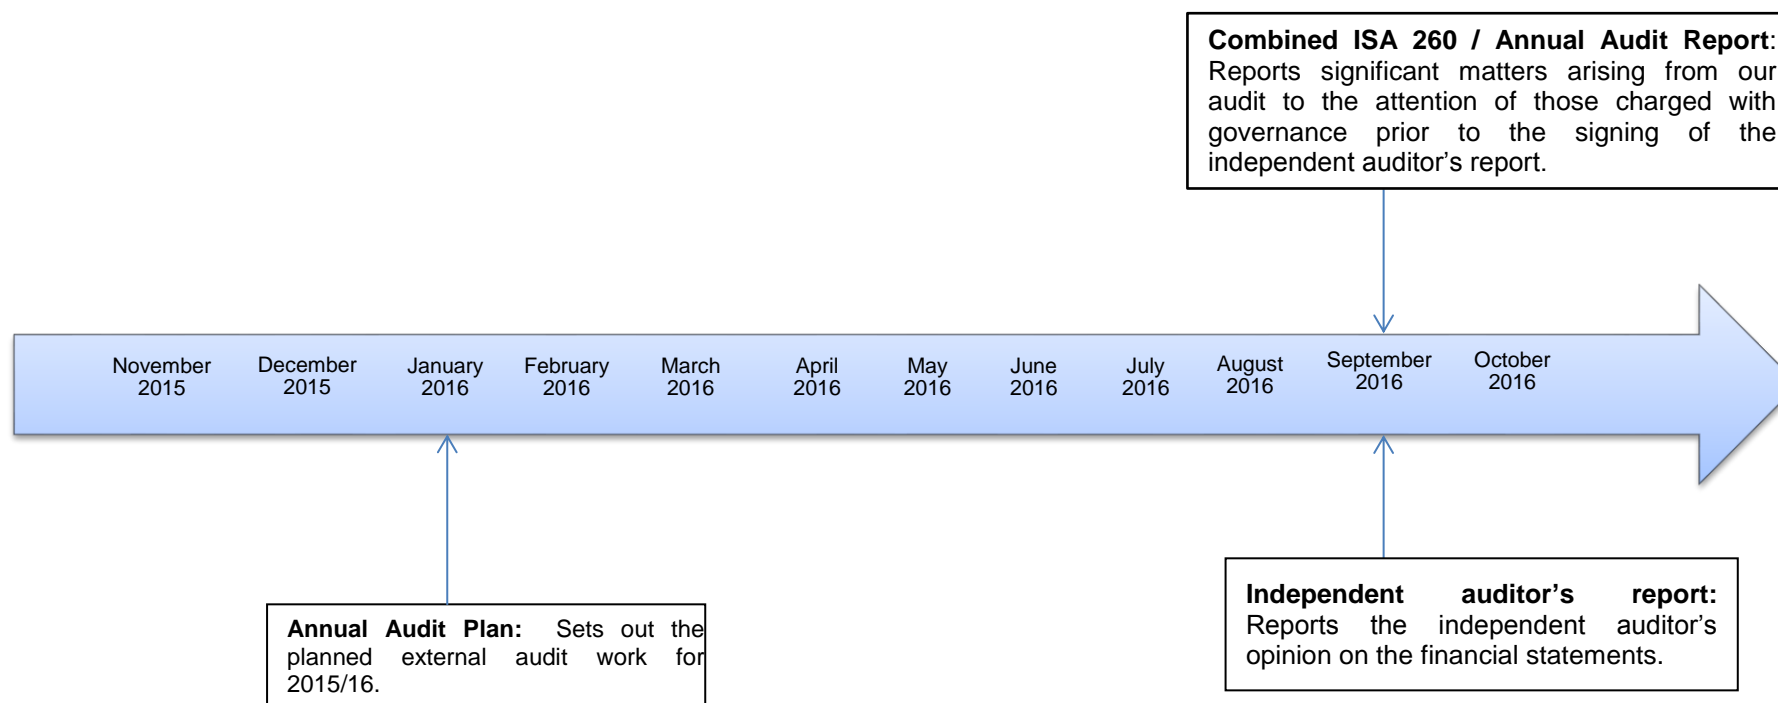 Combined ISA 260 / Annual Audit Report:
Reports significant matters arising from our
audit to the attention of those charged with
governance prior to the signing of the
independent auditor’s report.
November 2015
December 2015
January 2016
February 2016
March 2016
April 2016
May 2016
June 2016
July 2016
August 2016
September 2016
October 2016
Annual Audit Plan: Sets out the
planned external audit work for
2015/16.
Independent auditor’s report:
Reports the independent auditor’s
opinion on the financial statements.